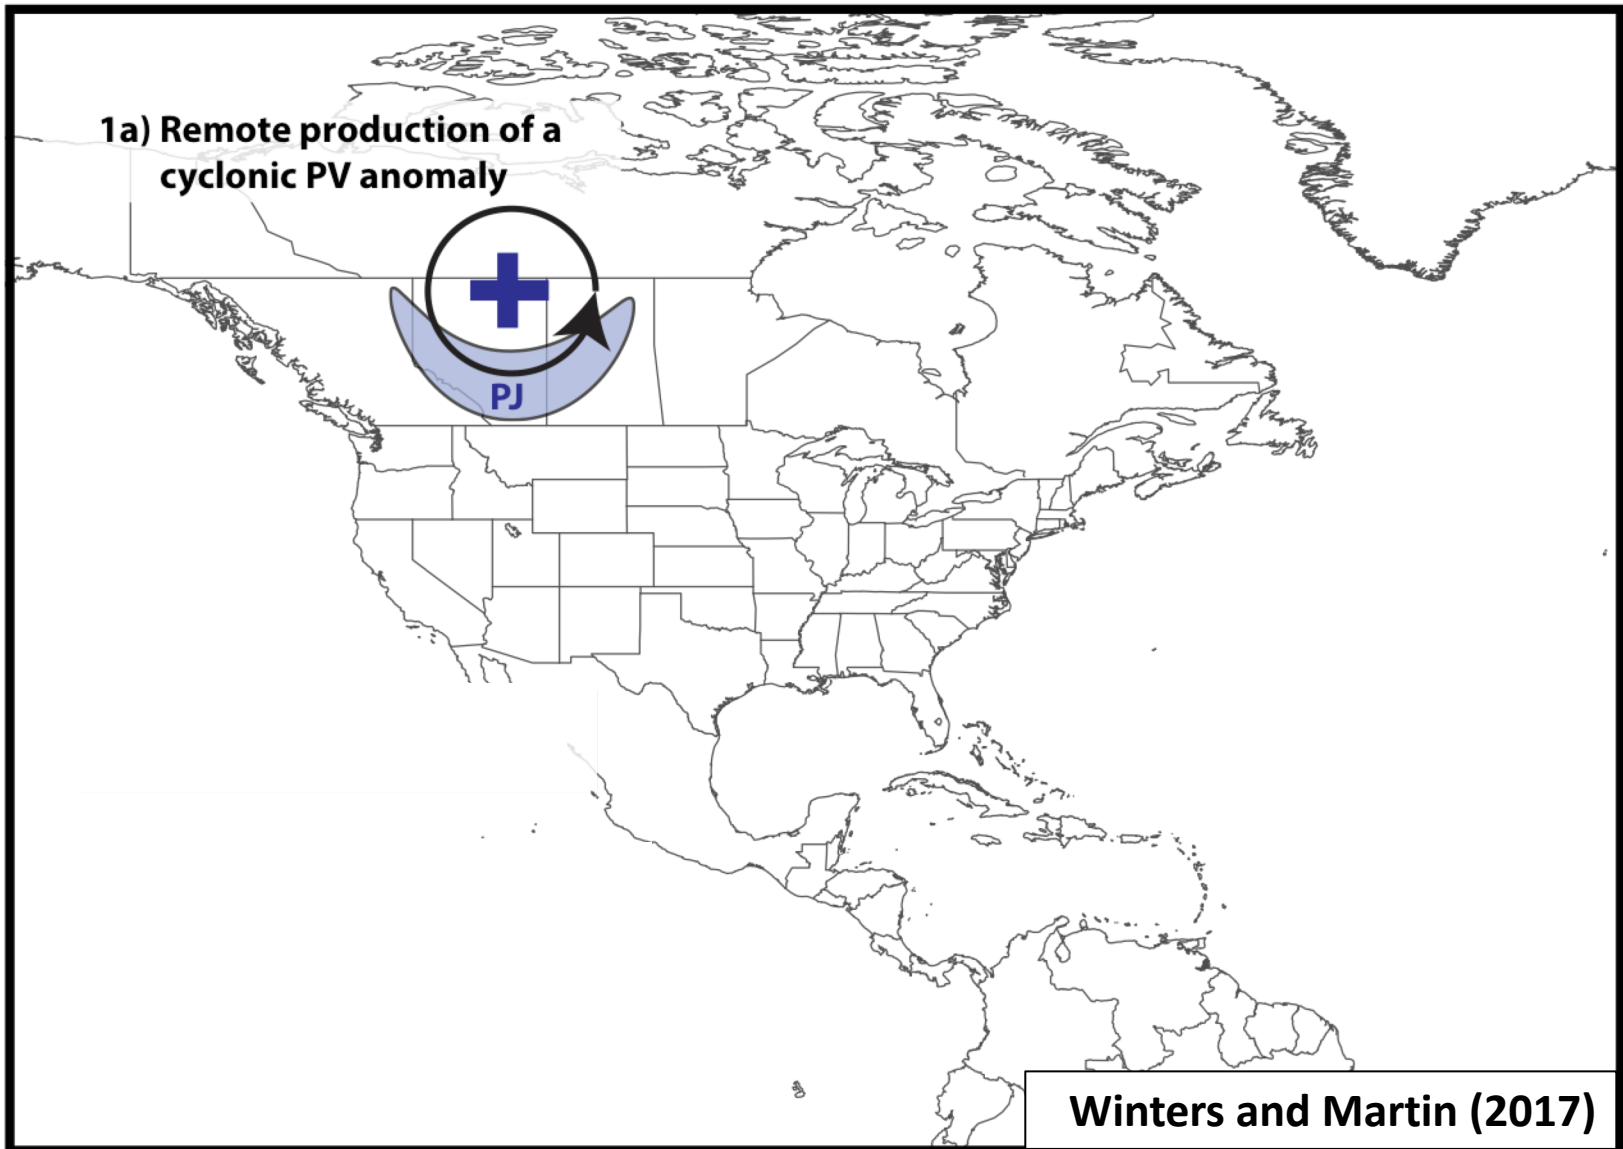 1a) Remote production of a
cyclonic PV anomaly
PJ
Winters and Martin (2017)